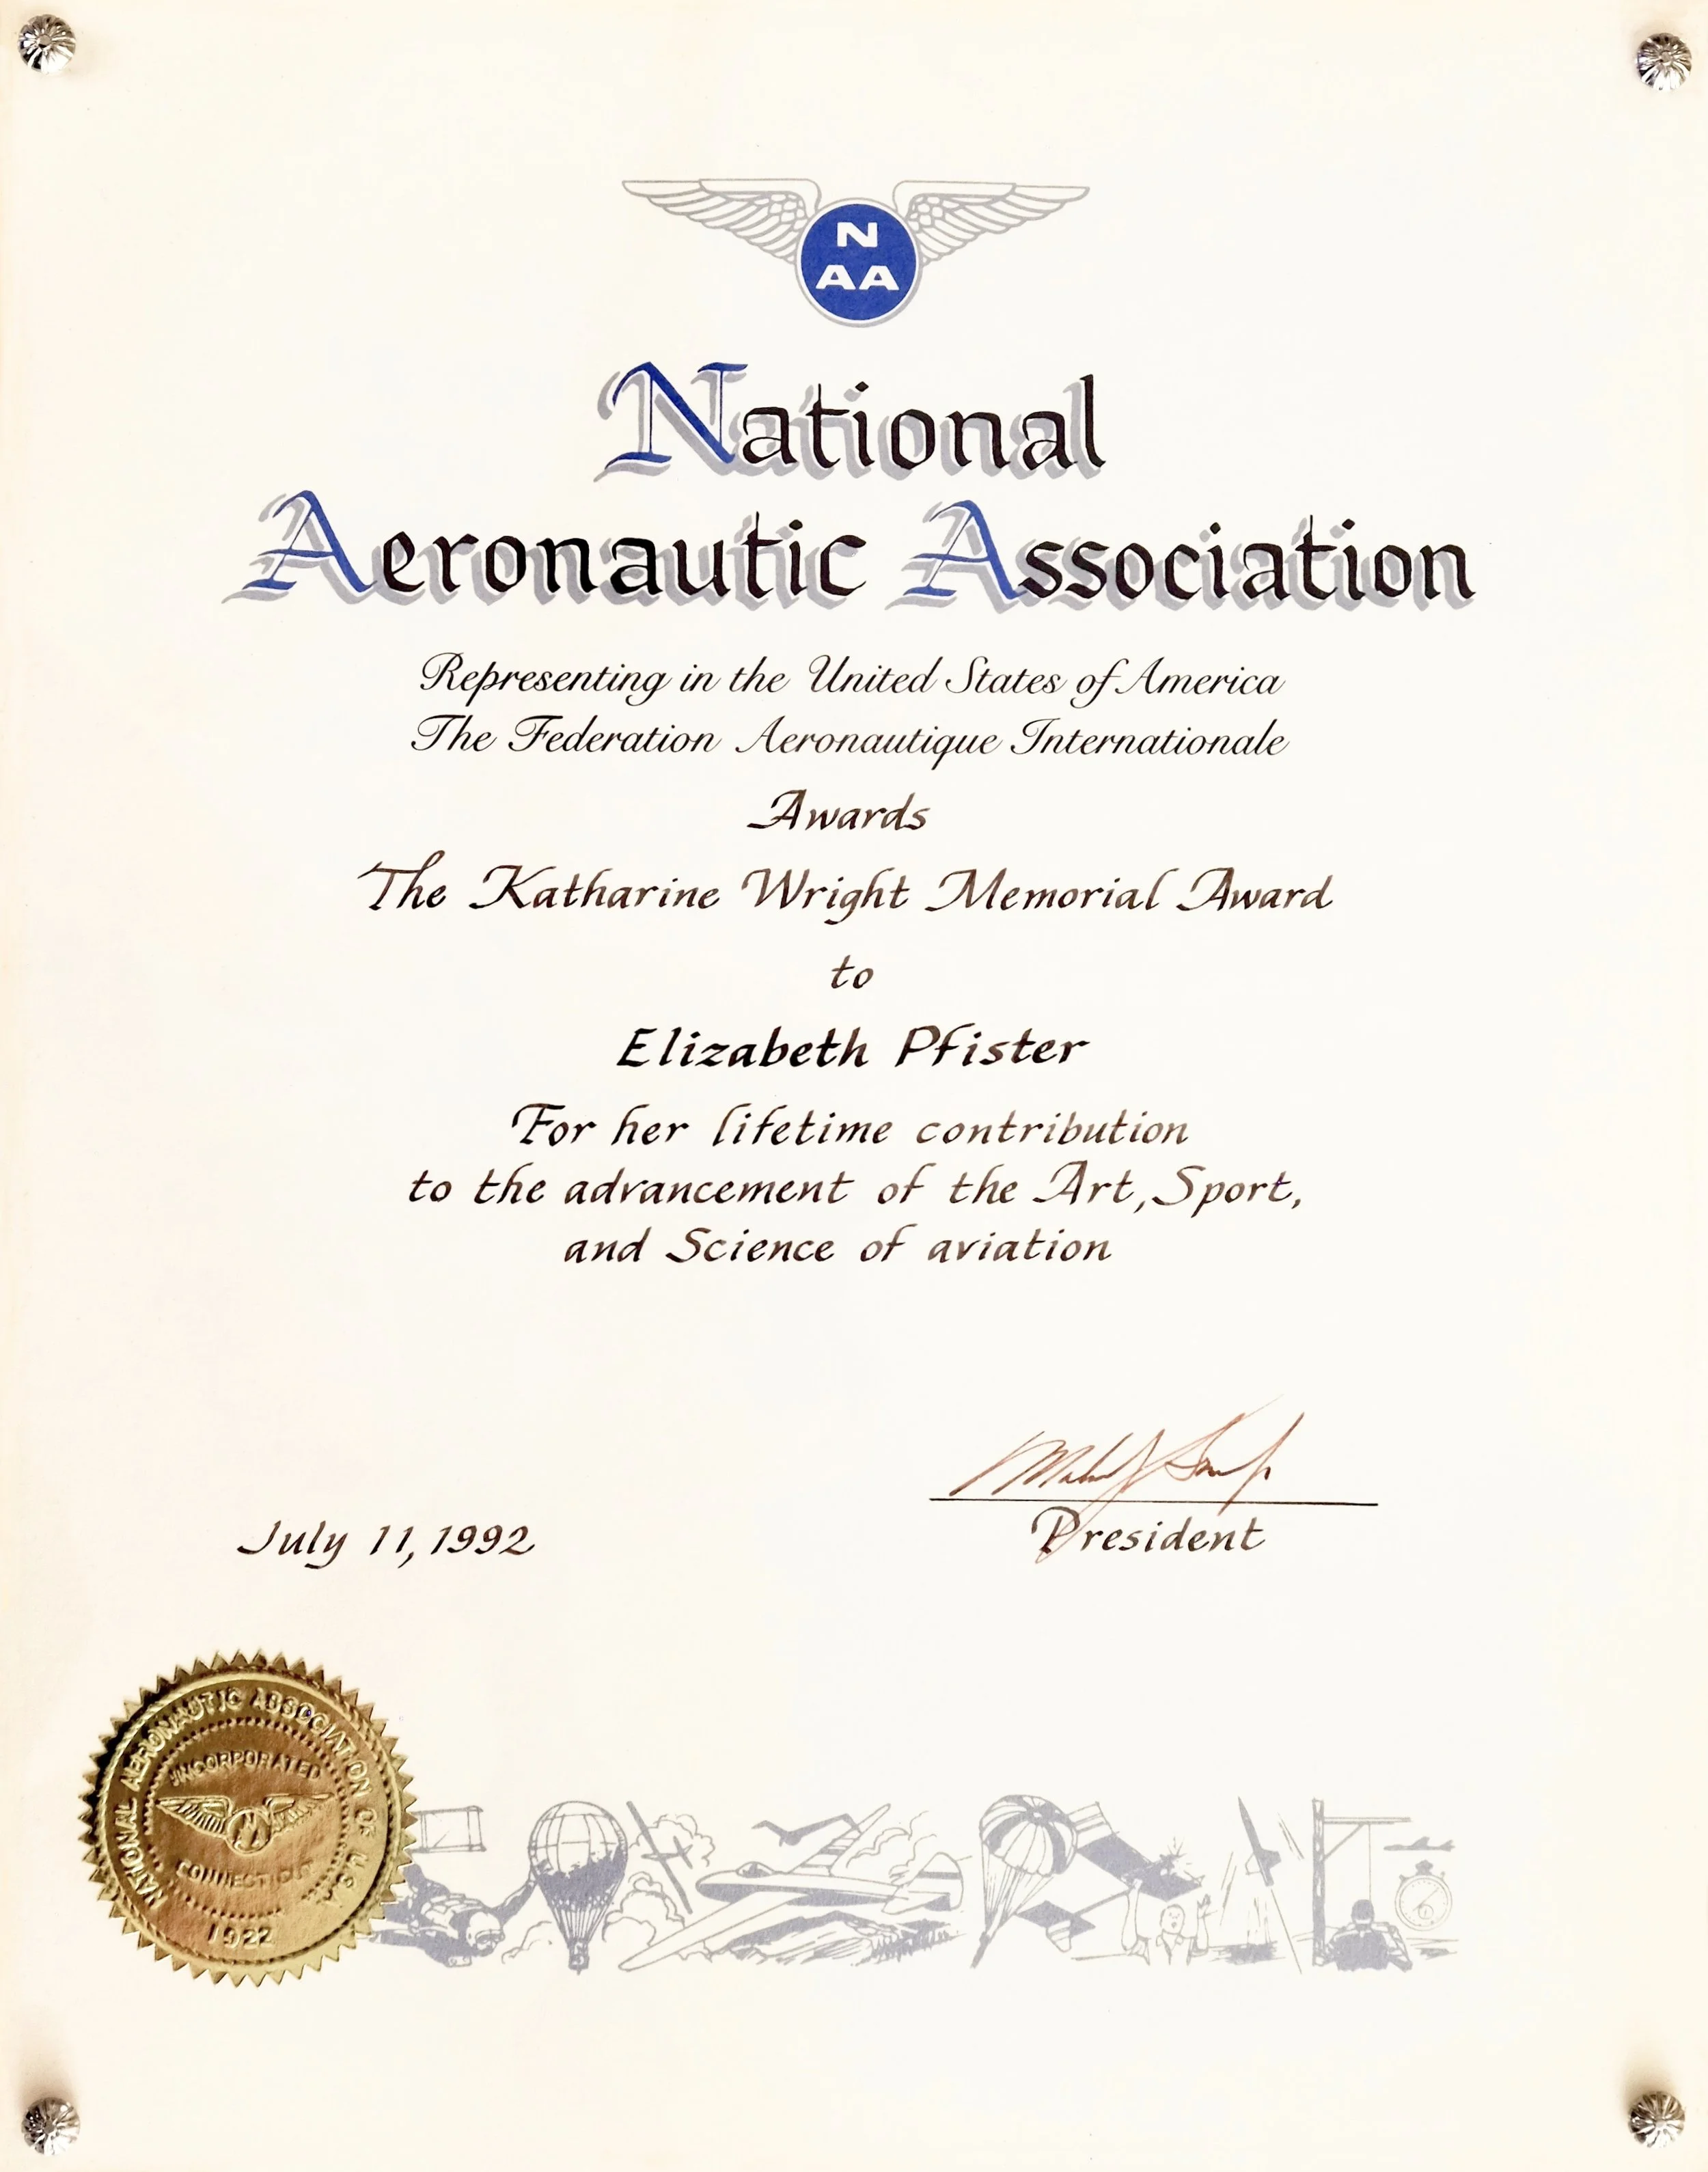 N
AA
National
Aeronautic Association
Representing in the United States of America
The Federation Aeronautique Internationale
Awards
The Katharine Wright Memorial Award
to
Elizabeth Pfister
For her lifetime contribution
to the advancement of the Art, Sport,
and Science of aviation
July 11, 1992
President
NATIONAL AERONAUTIC ASSOCIATION OF U.S.A.
INCORPORATED
CONNECTICUT
1922